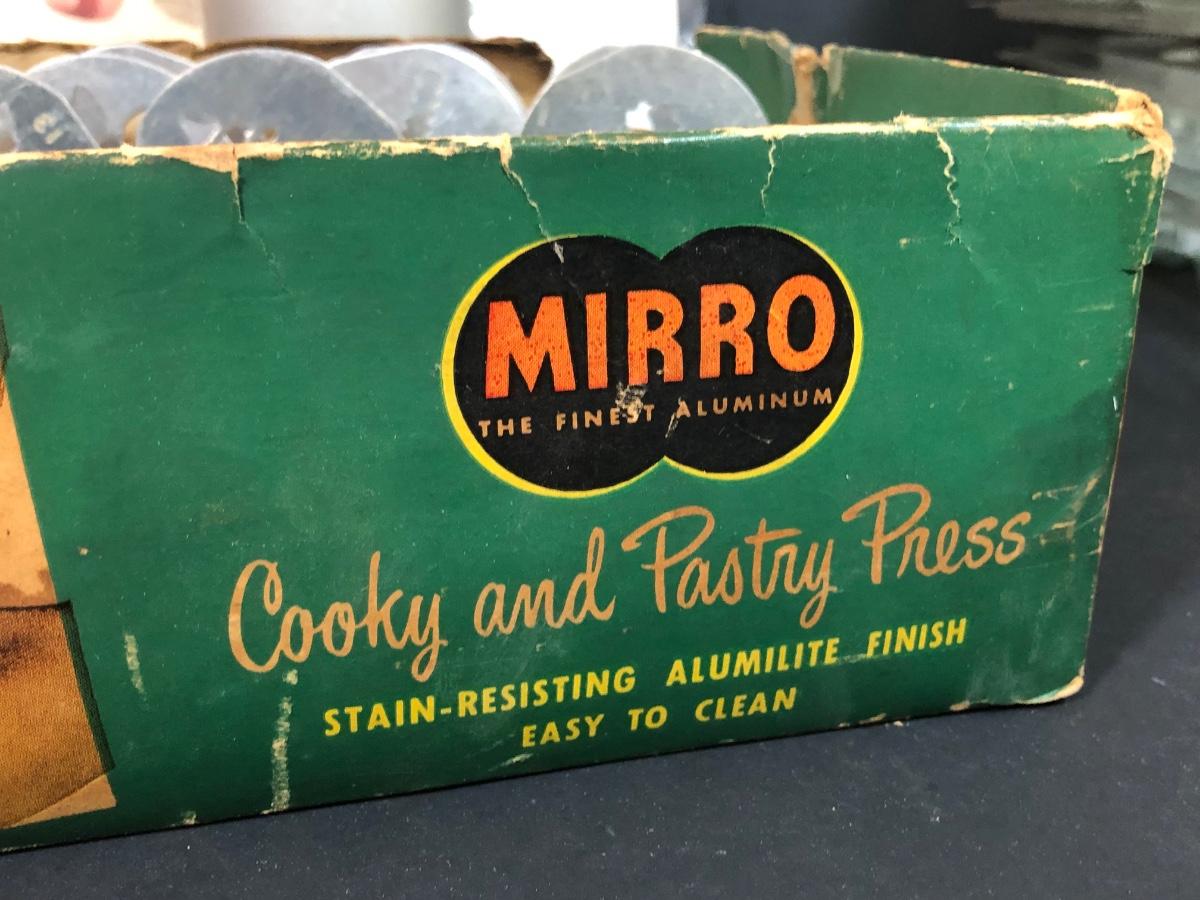 MIRRO
THE FINEST ALUMINUM
Cooky and Pastry Press
STAIN-RESISTING ALUMILITE FINISH
EASY TO CLEAN